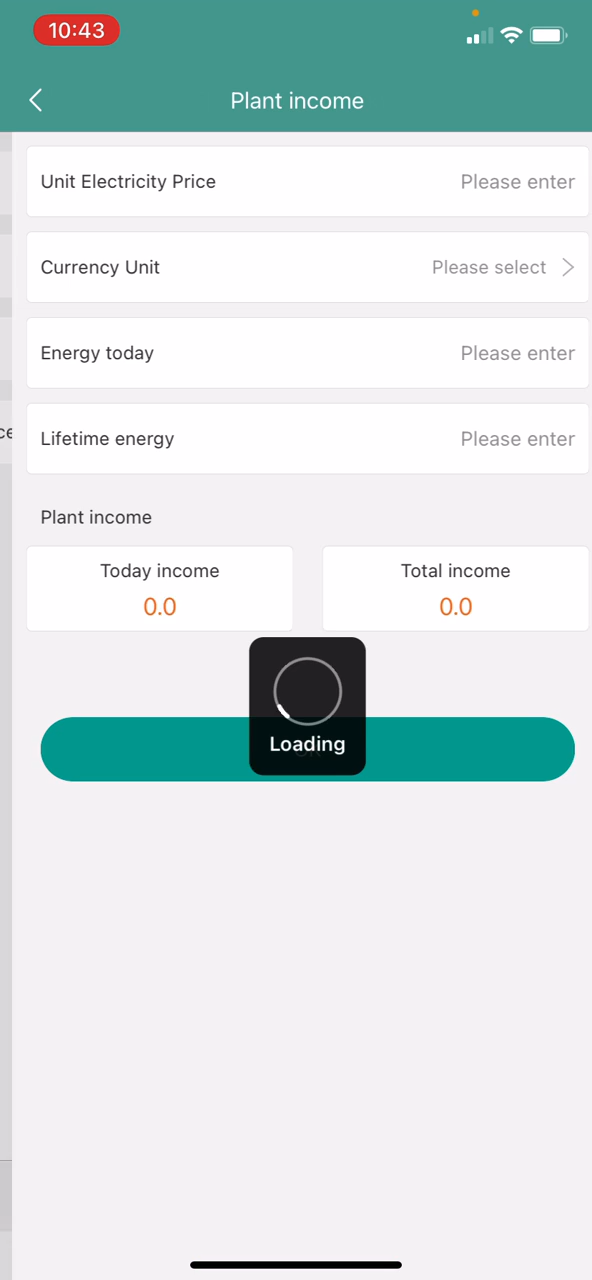 10:43
Plant income
Unit Electricity Price Please enter
Currency Unit Please select
Energy today Please enter
Lifetime energy Please enter
Plant income
Today income Total income
0.0 0.0
Loading